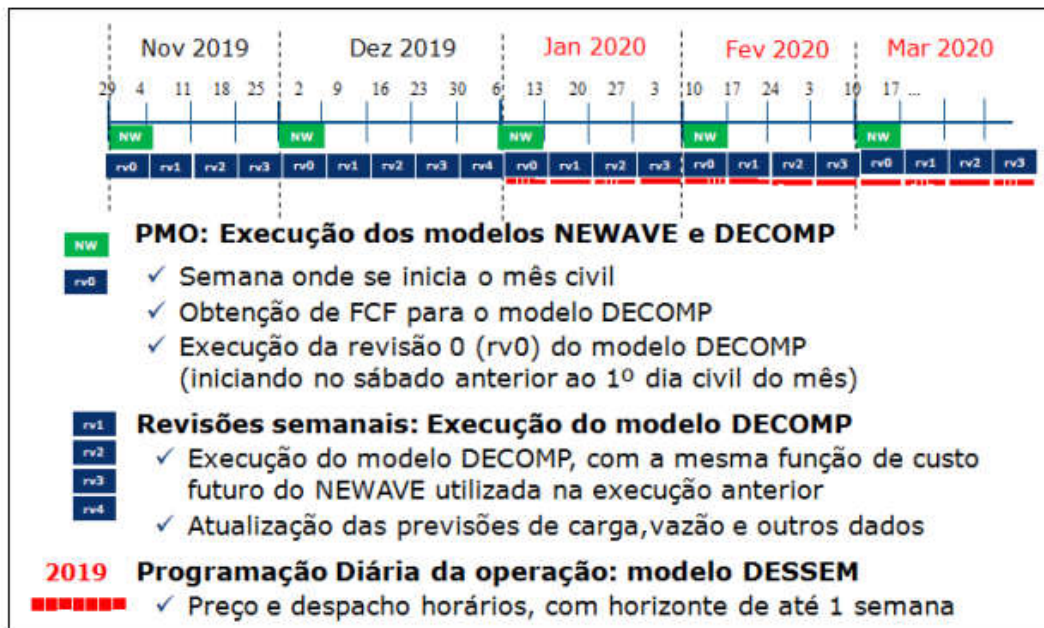 Nov 2019 Dez 2019 Jan 2020 Fev 2020 Mar 2020
29 4 11 18 25 2 9 16 23 30 6 13 20 27 3 10 17 24 3 10 17 ...
NW NW NW NW NW
rv0 rv1 rv2 rv3 rv0 rv1 rv2 rv3 rv4 rv0 rv1 rv2 rv3 rv0 rv1 rv2 rv3 rv0 rv1 rv2 rv3
NW PMO: Execução dos modelos NEWAVE e DECOMP
rv0 ✓ Semana onde se inicia o mês civil
✓ Obtenção de FCF para o modelo DECOMP
✓ Execução da revisão 0 (rv0) do modelo DECOMP
(iniciando no sábado anterior ao 1º dia civil do mês)
rv1 Revisões semanais: Execução do modelo DECOMP
rv2 ✓ Execução do modelo DECOMP, com a mesma função de custo
rv3 futuro do NEWAVE utilizada na execução anterior
rv4 ✓ Atualização das previsões de carga,vazão e outros dados
2019 Programação Diária da operação: modelo DESSEM
✓ Preço e despacho horários, com horizonte de até 1 semana